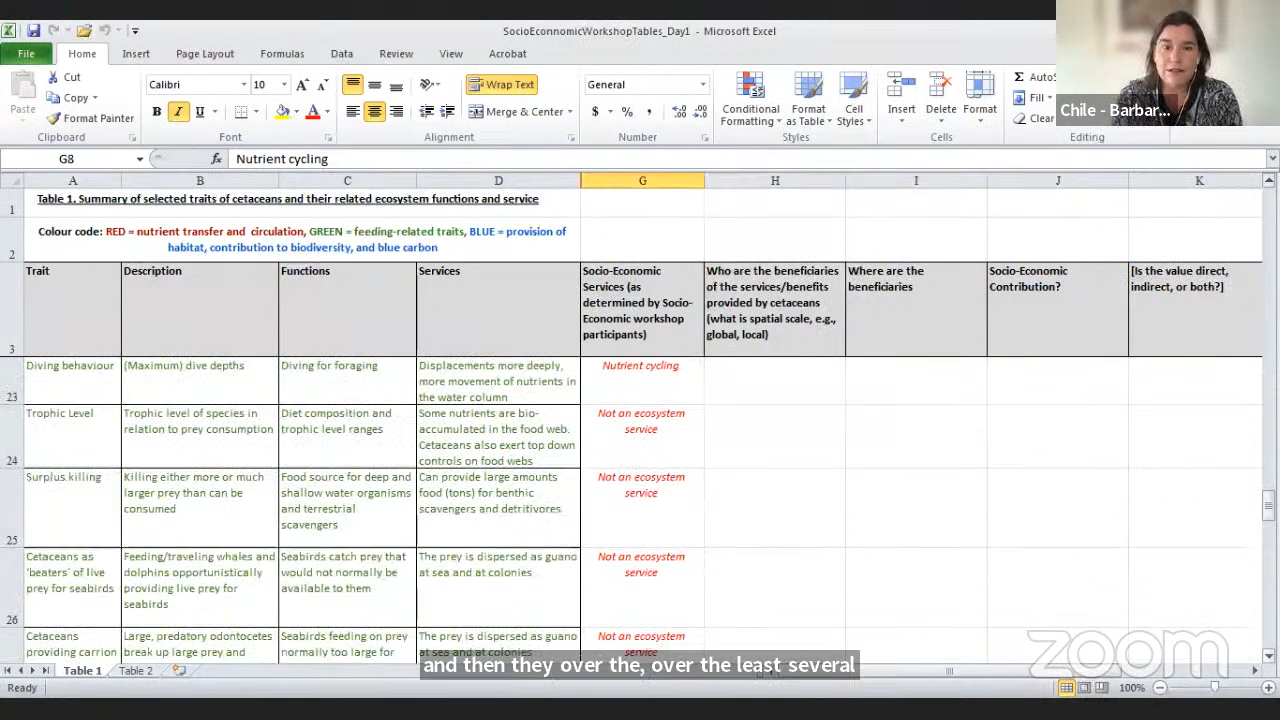 SocioEconnomicWorkshopTables_Day1 - Microsoft Excel
File Home Insert Page Layout Formulas Data Review View Acrobat
Paste
Cut
Copy
Format Painter
Clipboard
Calibri 10
B I U
Font
Wrap Text
Merge & Center
Alignment
General
$ % ,
Number
Conditional Formatting
Format as Table
Cell Styles
Styles
Insert Delete Format
Cells
AutoS
Fill
Clear
Editing
Chile - Barbar...
G8 fx Nutrient cycling
A B C D G H I J K
1 Table 1. Summary of selected traits of cetaceans and their related ecosystem functions and service
2 Colour code: RED = nutrient transfer and circulation, GREEN = feeding-related traits, BLUE = provision of
habitat, contribution to biodiversity, and blue carbon
3
Trait
Description
Functions
Services
Socio-Economic
Services (as
determined by Socio-
Economic workshop
participants)
Who are the beneficiaries
of the services/benefits
provided by cetaceans
(what is spatial scale, e.g.,
global, local)
Where are the
beneficiaries
Socio-Economic
Contribution?
[Is the value direct,
indirect, or both?]
23
Diving behaviour
(Maximum) dive depths
Diving for foraging
Displacements more deeply,
more movement of nutrients in
the water column
Nutrient cycling
24
Trophic Level
Trophic level of species in
relation to prey consumption
Diet composition and
trophic level ranges
Some nutrients are bio-
accumulated in the food web.
Cetaceans also exert top down
controls on food webs
Not an ecosystem
service
25
Surplus killing
Killing either more or much
larger prey than can be
consumed
Food source for deep and
shallow water organisms
and terrestrial
scavengers
Can provide large amounts
food (tons) for benthic
scavengers and detritivores
Not an ecosystem
service
26
Cetaceans as
'beaters' of live
prey for seabirds
Feeding/traveling whales and
dolphins opportunistically
providing live prey for
seabirds
Seabirds catch prey that
would not normally be
available to them
The prey is dispersed as guano
at sea and at colonies
Not an ecosystem
service
Cetaceans
providing carrion
Large, predatory odontocetes
break up large prey and
Seabirds feeding on prey
normally too large for
The prey is dispersed as guano
at sea and at colonies
Not an ecosystem
service
and then they over the, over the least several
zoom
Table 1 Table 2
Ready
100%